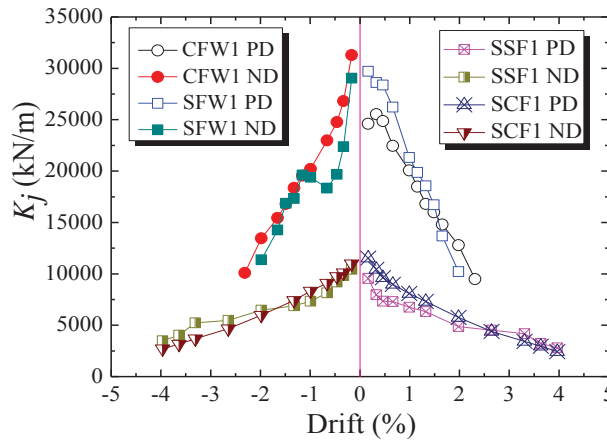 35000
30000
25000
20000
15000
10000
5000
0
K_j (kN/m)
CFW1 PD
CFW1 ND
SFW1 PD
SFW1 ND
SSF1 PD
SSF1 ND
SCF1 PD
SCF1 ND
-5 -4 -3 -2 -1 0 1 2 3 4 5
Drift (%)